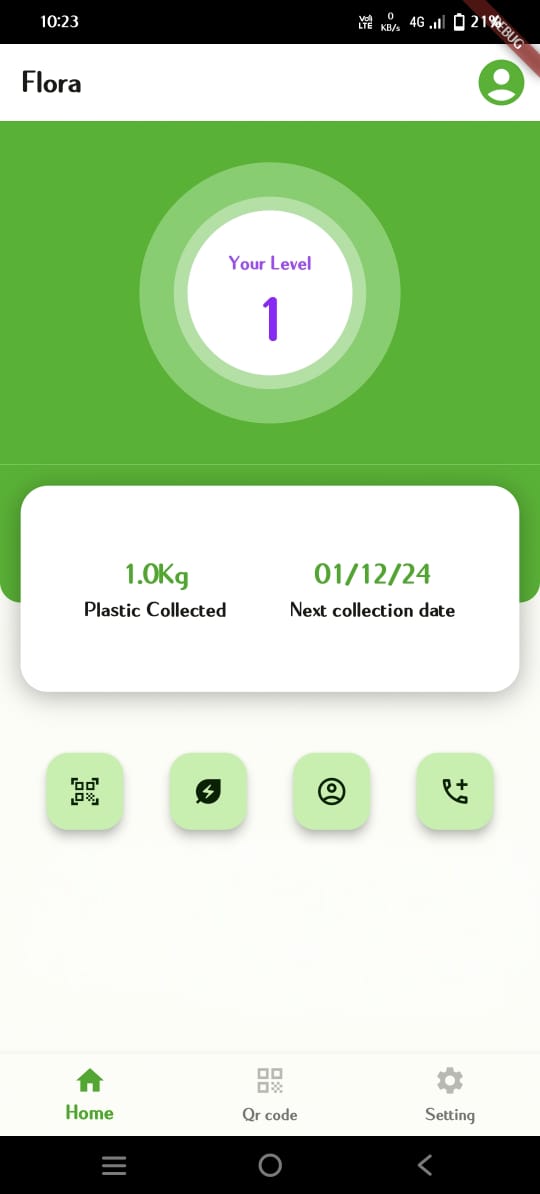 10:23 Vo) LTE 0 KB/s 4G 21%
DEBUG
Flora
Your Level
1
1.0Kg 01/12/24
Plastic Collected Next collection date
Home Qr code Setting